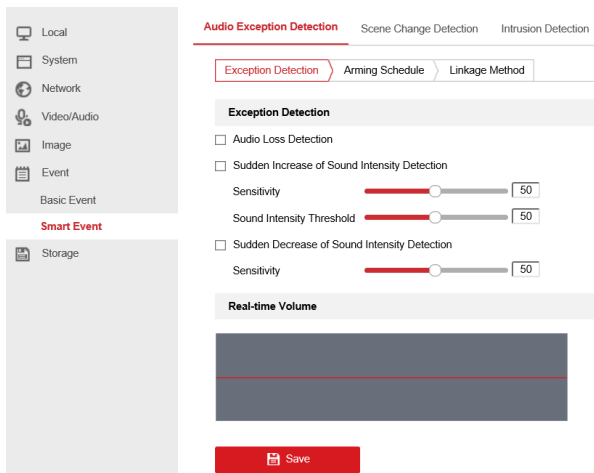 Local
System
Network
Video/Audio
Image
Event
Basic Event
Smart Event
Storage
Audio Exception Detection Scene Change Detection Intrusion Detection
Exception Detection Arming Schedule Linkage Method
Exception Detection
Audio Loss Detection
Sudden Increase of Sound Intensity Detection
Sensitivity 50
Sound Intensity Threshold 50
Sudden Decrease of Sound Intensity Detection
Sensitivity 50
Real-time Volume
Save